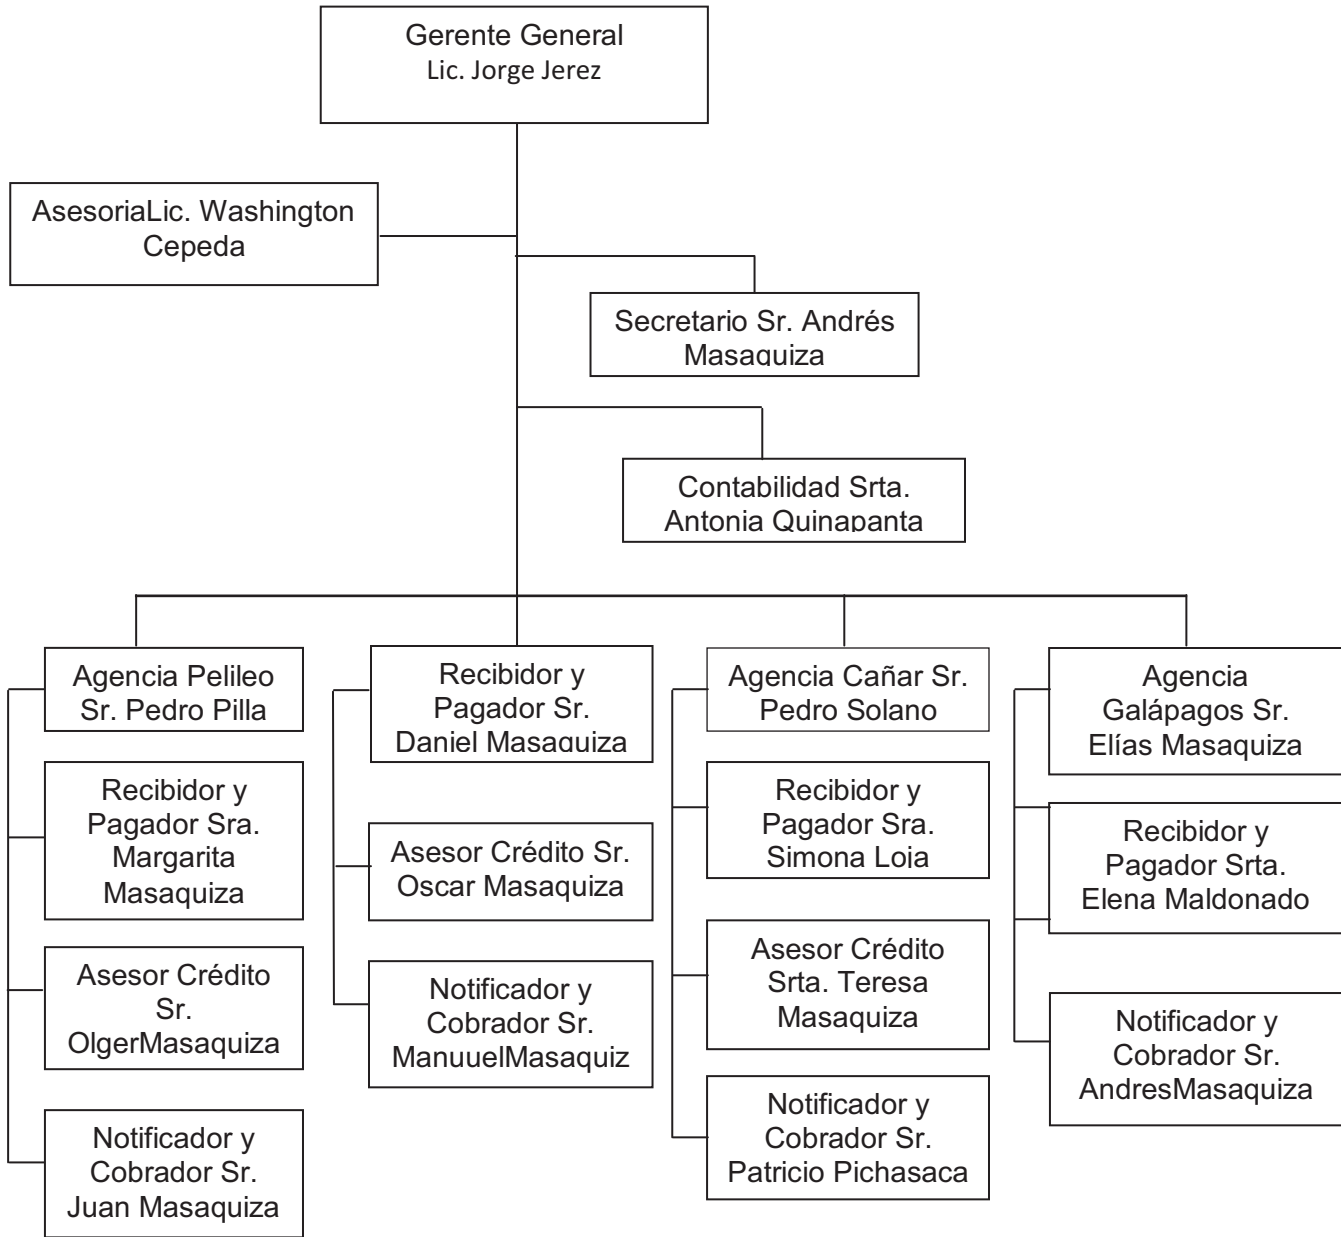 Gerente General
Lic. Jorge Jerez
AsesoriaLic. Washington
Cepeda
Secretario Sr. Andrés
Masaquiza
Contabilidad Srta.
Antonia Quinapanta
Agencia Pelileo
Sr. Pedro Pilla
Recibidor y
Pagador Sra.
Margarita
Masaquiza
Asesor Crédito
Sr.
OlgerMasaquiza
Notificador y
Cobrador Sr.
Juan Masaquiza
Recibidor y
Pagador Sr.
Daniel Masaquiza
Asesor Crédito Sr.
Oscar Masaquiza
Notificador y
Cobrador Sr.
ManuuelMasaquiz
Agencia Cañar Sr.
Pedro Solano
Recibidor y
Pagador Sra.
Simona Loja
Asesor Crédito
Srta. Teresa
Masaquiza
Notificador y
Cobrador Sr.
Patricio Pichasaca
Agencia
Galápagos Sr.
Elías Masaquiza
Recibidor y
Pagador Srta.
Elena Maldonado
Notificador y
Cobrador Sr.
AndresMasaquiza